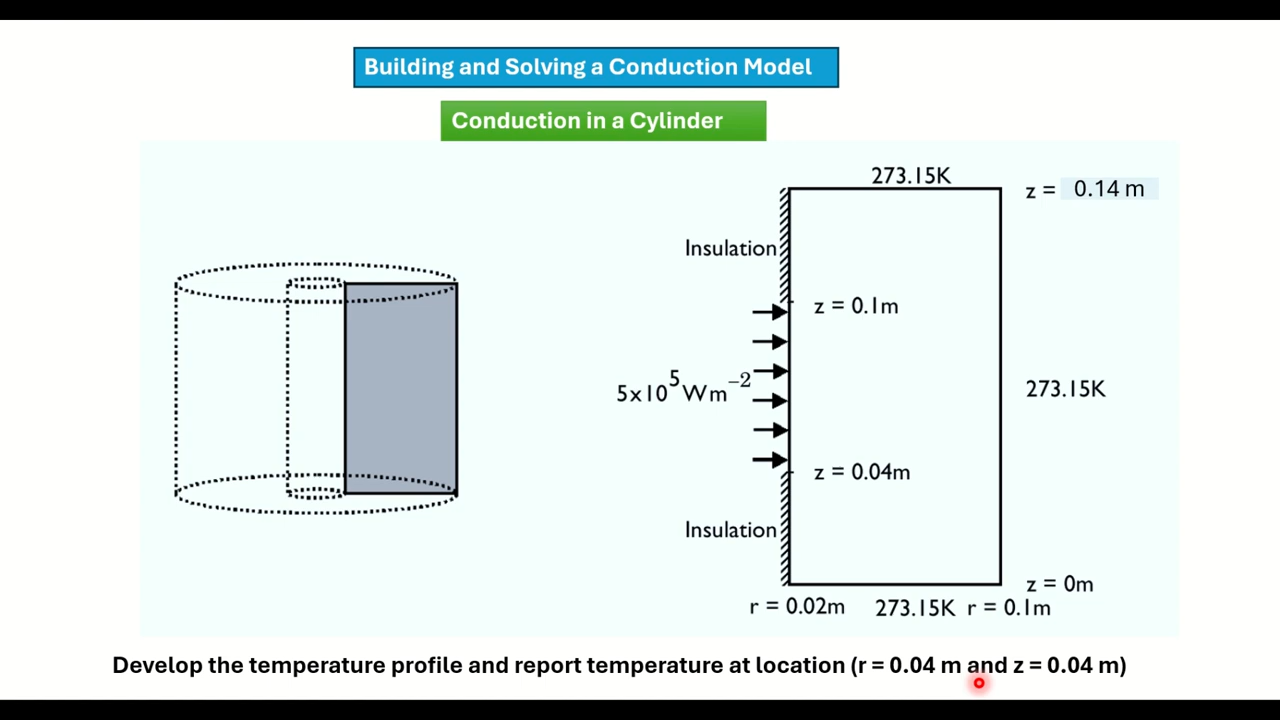 Building and Solving a Conduction Model
Conduction in a Cylinder
273.15K
z = 0.14 m
Insulation
z = 0.1m
5x10^5 Wm^−2
273.15K
z = 0.04m
Insulation
z = 0m
r = 0.02m 273.15K r = 0.1m
Develop the temperature profile and report temperature at location (r = 0.04 m and z = 0.04 m)